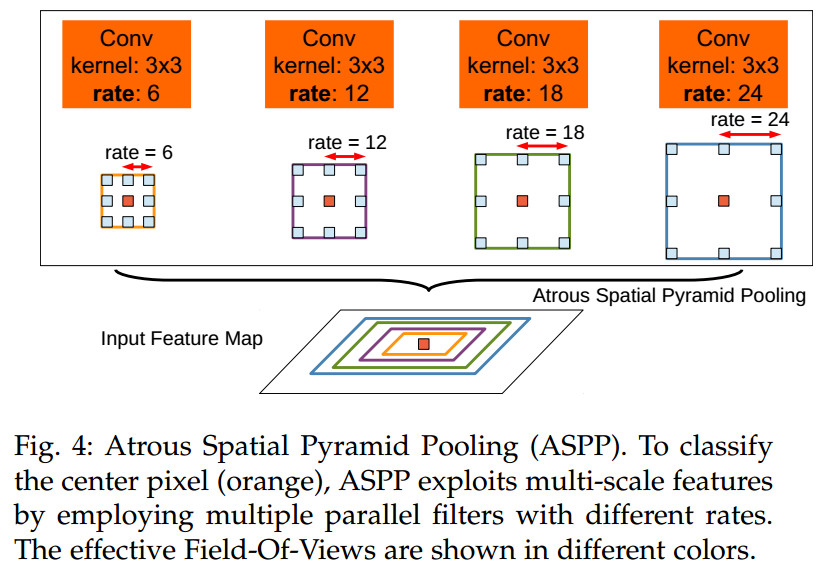 Conv
kernel: 3x3
rate: 6
Conv
kernel: 3x3
rate: 12
Conv
kernel: 3x3
rate: 18
Conv
kernel: 3x3
rate: 24
rate = 6
rate = 12
rate = 18
rate = 24
Atrous Spatial Pyramid Pooling
Input Feature Map
Fig. 4: Atrous Spatial Pyramid Pooling (ASPP). To classify
the center pixel (orange), ASPP exploits multi-scale features
by employing multiple parallel filters with different rates.
The effective Field-Of-Views are shown in different colors.